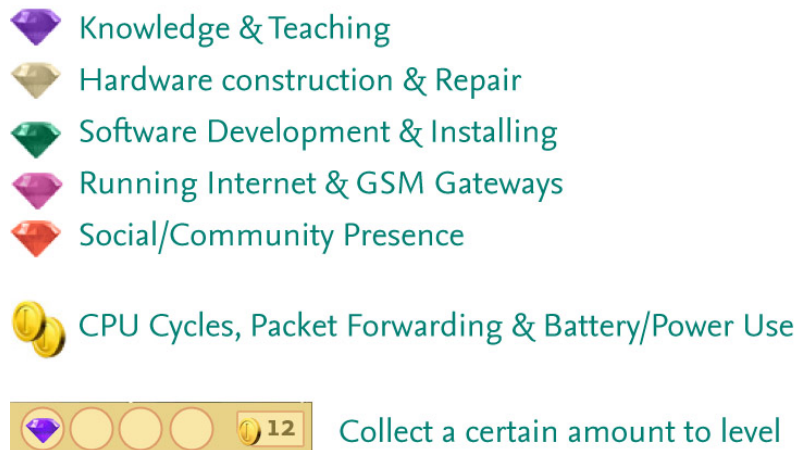 Knowledge & Teaching
Hardware construction & Repair
Software Development & Installing
Running Internet & GSM Gateways
Social/Community Presence
CPU Cycles, Packet Forwarding & Battery/Power Use
12 Collect a certain amount to level